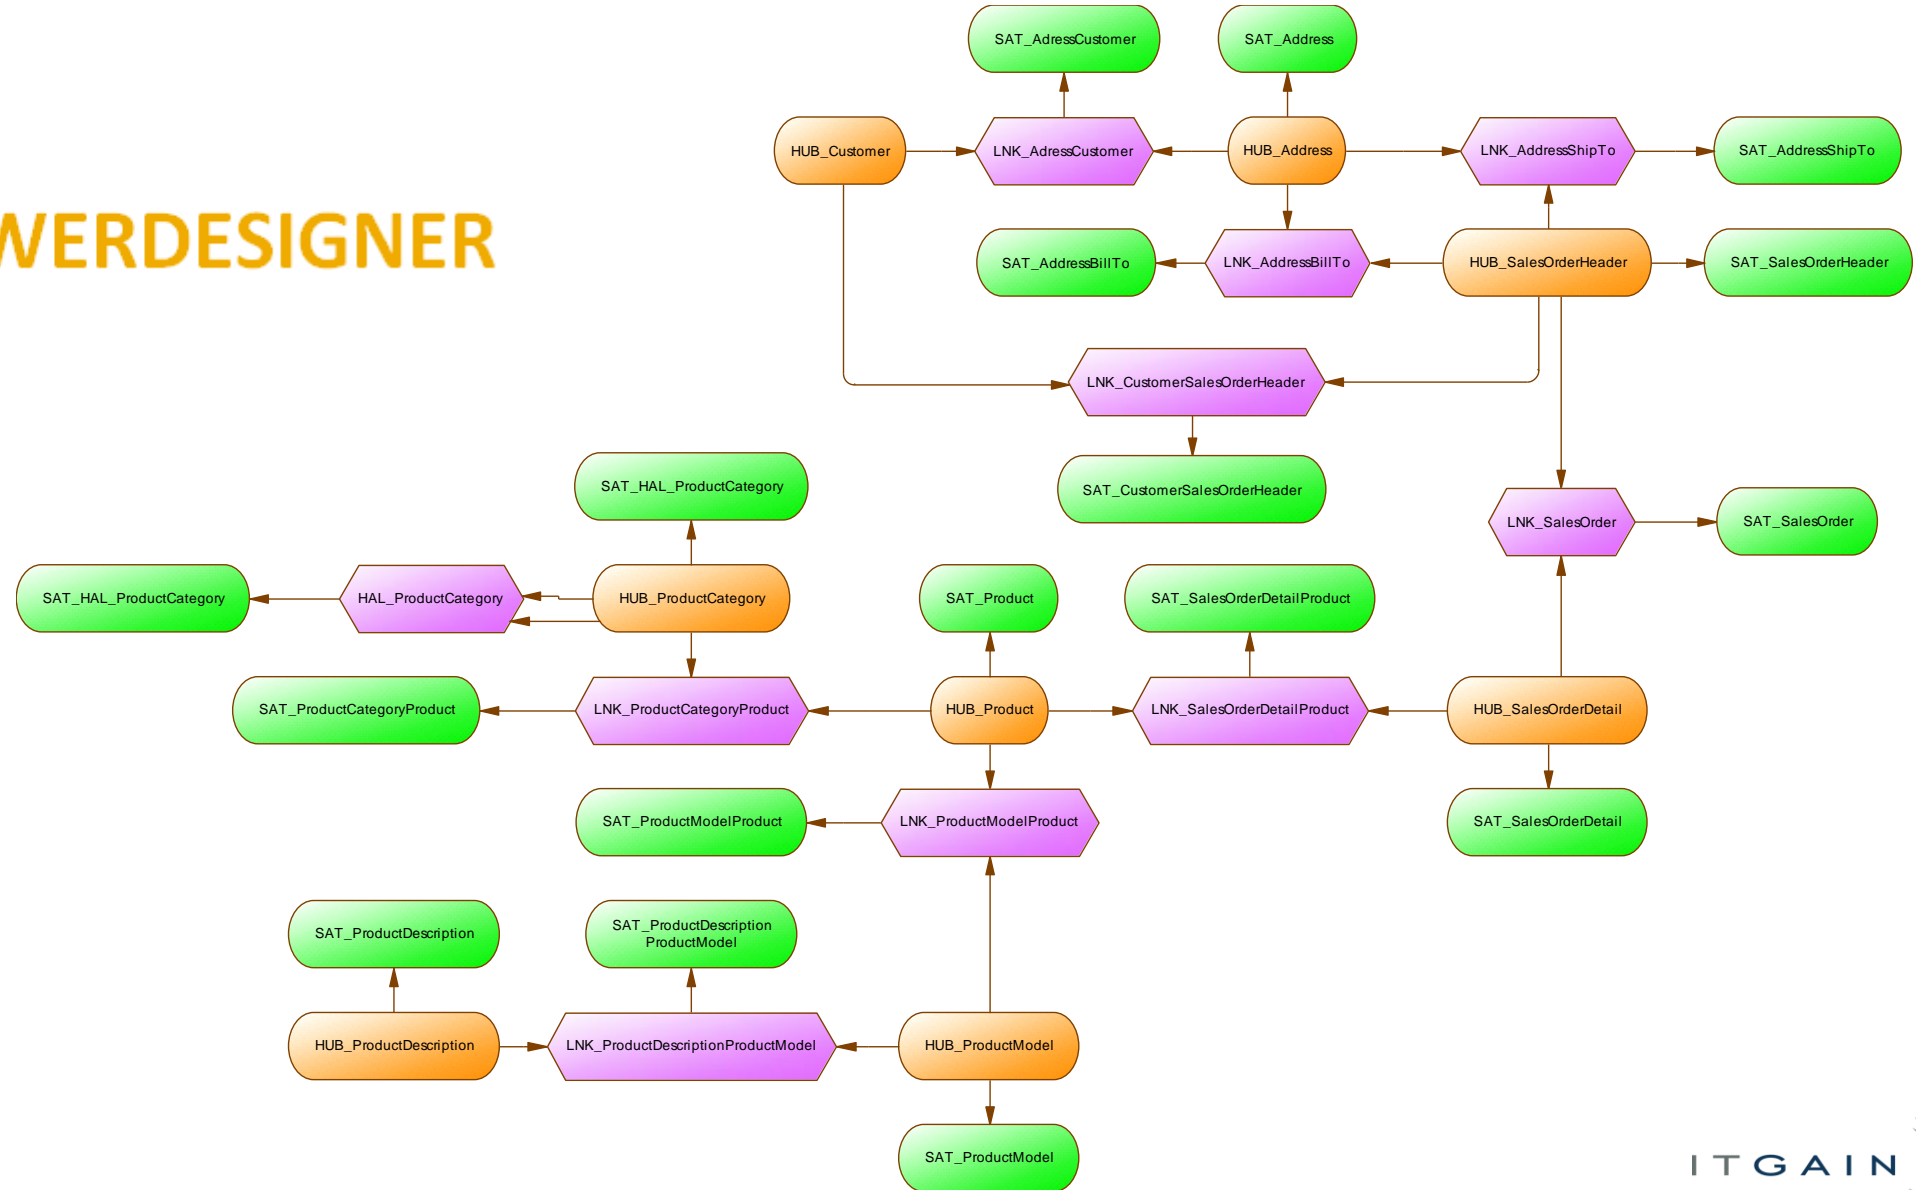 SAT_AdressCustomer
SAT_Address
HUB_Customer
LNK_AdressCustomer
HUB_Address
LNK_AddressShipTo
SAT_AddressShipTo
WERDESIGNER
SAT_AddressBillTo
LNK_AddressBillTo
HUB_SalesOrderHeader
SAT_SalesOrderHeader
LNK_CustomerSalesOrderHeader
SAT_HAL_ProductCategory
SAT_CustomerSalesOrderHeader
LNK_SalesOrder
SAT_SalesOrder
SAT_HAL_ProductCategory
HAL_ProductCategory
HUB_ProductCategory
SAT_Product
SAT_SalesOrderDetailProduct
SAT_ProductCategoryProduct
LNK_ProductCategoryProduct
HUB_Product
LNK_SalesOrderDetailProduct
HUB_SalesOrderDetail
SAT_ProductModelProduct
LNK_ProductModelProduct
SAT_SalesOrderDetail
SAT_ProductDescription
SAT_ProductDescription
ProductModel
HUB_ProductDescription
LNK_ProductDescriptionProductModel
HUB_ProductModel
SAT_ProductModel
ITGAIN